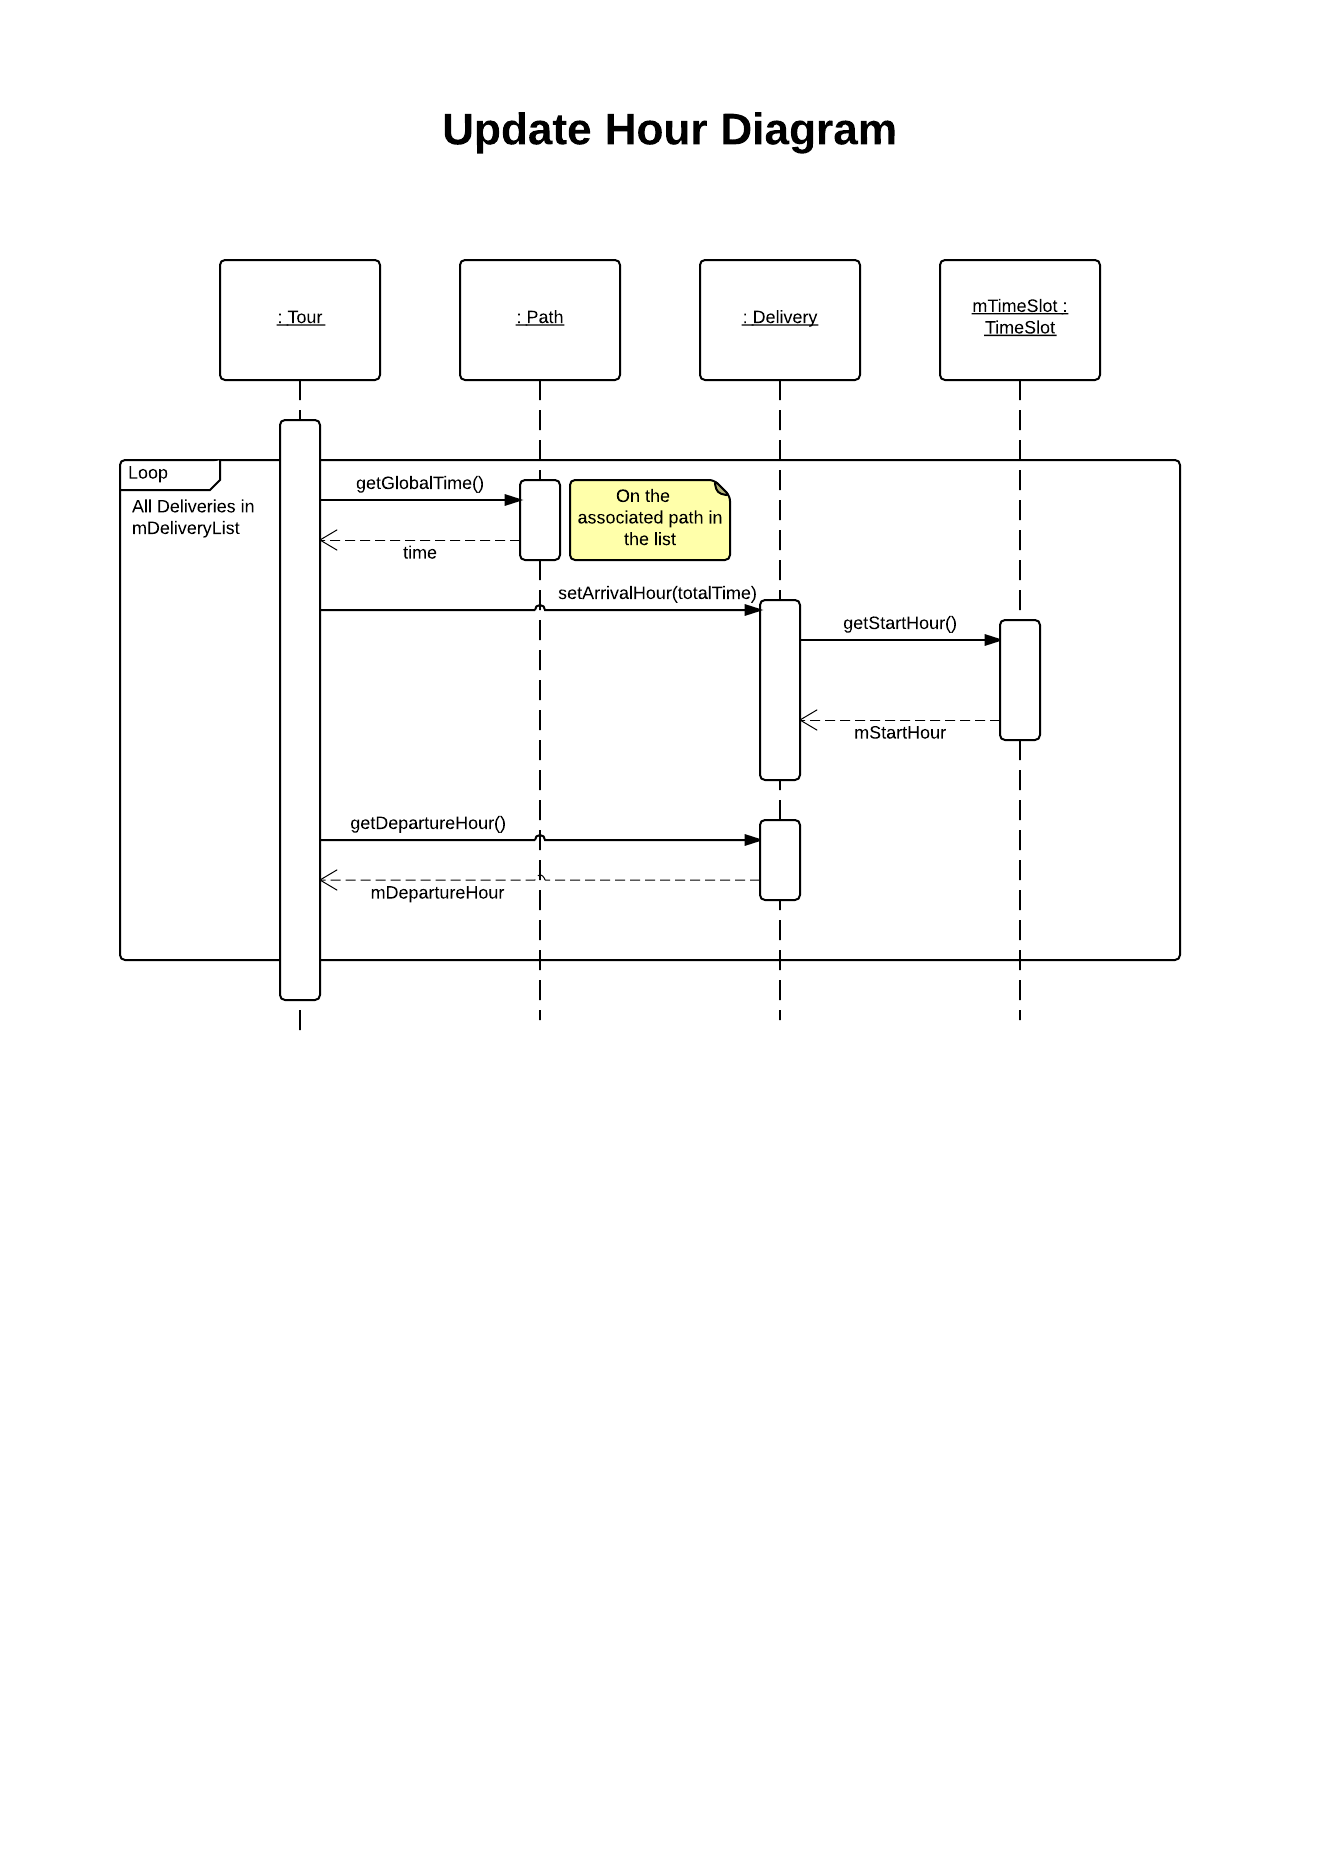 Update Hour Diagram
: Tour
: Path
: Delivery
mTimeSlot :
TimeSlot
Loop
All Deliveries in
mDeliveryList
getGlobalTime()
On the
associated path in
the list
time
setArrivalHour(totalTime)
getStartHour()
mStartHour
getDepartureHour()
mDepartureHour